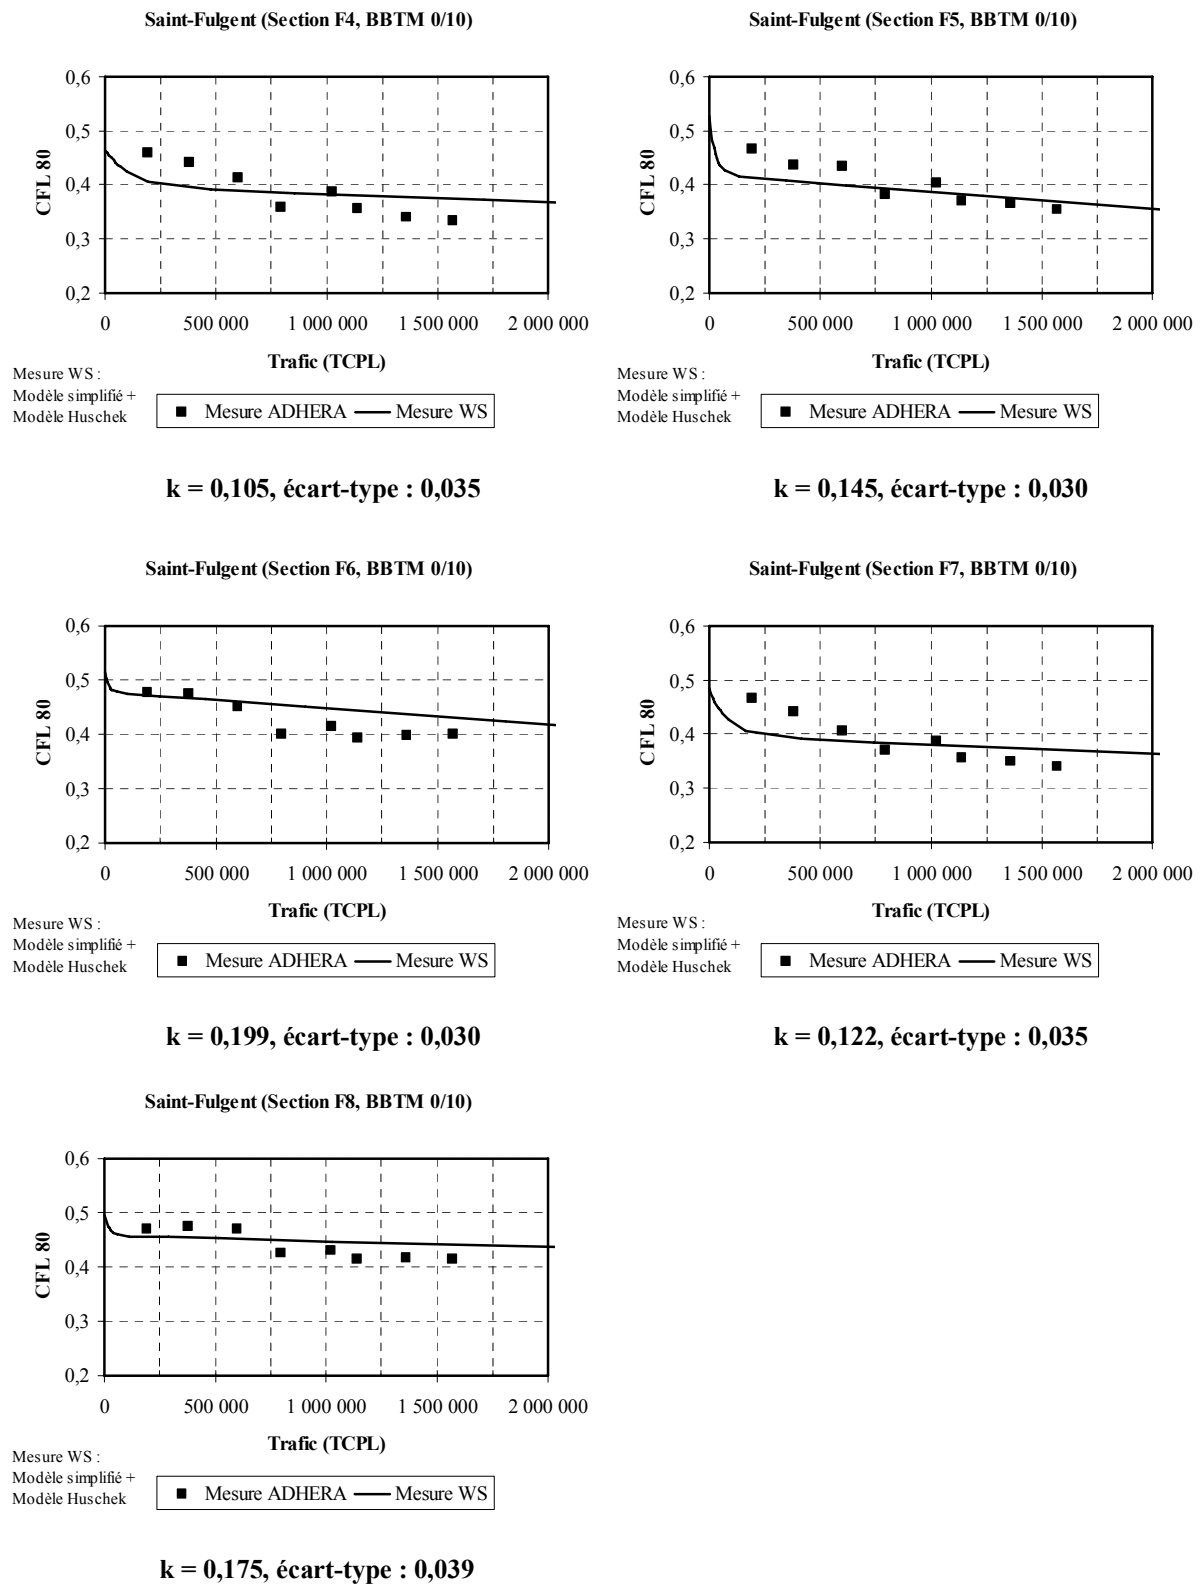 Saint-Fulgent (Section F4, BBTM 0/10)
0,6
0,5
0,4
0,3
0,2
CFL 80
0
500 000
1 000 000
1 500 000
2 000 000
Trafic (TCPL)
Mesure WS :
Modèle simplifié +
Modèle Huschek
Mesure ADHERA
Mesure WS
k = 0,105, écart-type : 0,035
Saint-Fulgent (Section F5, BBTM 0/10)
0,6
0,5
0,4
0,3
0,2
CFL 80
0
500 000
1 000 000
1 500 000
2 000 000
Trafic (TCPL)
Mesure WS :
Modèle simplifié +
Modèle Huschek
Mesure ADHERA
Mesure WS
k = 0,145, écart-type : 0,030
Saint-Fulgent (Section F6, BBTM 0/10)
0,6
0,5
0,4
0,3
0,2
CFL 80
0
500 000
1 000 000
1 500 000
2 000 000
Trafic (TCPL)
Mesure WS :
Modèle simplifié +
Modèle Huschek
Mesure ADHERA
Mesure WS
k = 0,199, écart-type : 0,030
Saint-Fulgent (Section F7, BBTM 0/10)
0,6
0,5
0,4
0,3
0,2
CFL 80
0
500 000
1 000 000
1 500 000
2 000 000
Trafic (TCPL)
Mesure WS :
Modèle simplifié +
Modèle Huschek
Mesure ADHERA
Mesure WS
k = 0,122, écart-type : 0,035
Saint-Fulgent (Section F8, BBTM 0/10)
0,6
0,5
0,4
0,3
0,2
CFL 80
0
500 000
1 000 000
1 500 000
2 000 000
Trafic (TCPL)
Mesure WS :
Modèle simplifié +
Modèle Huschek
Mesure ADHERA
Mesure WS
k = 0,175, écart-type : 0,039